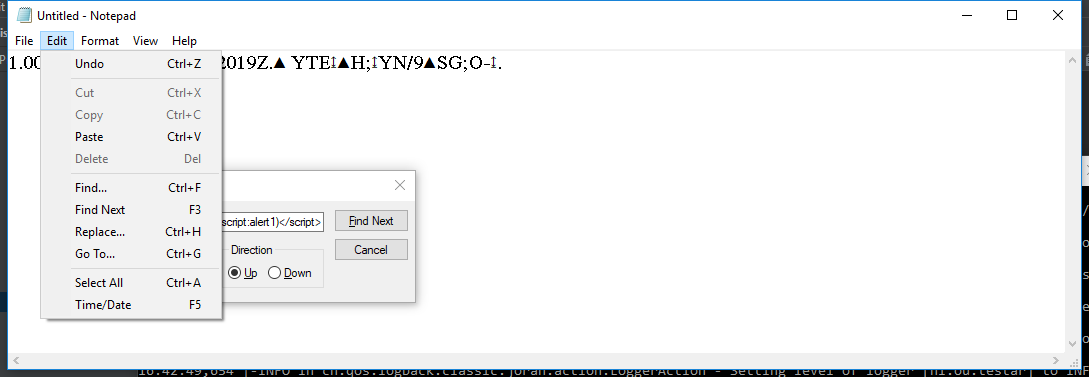 Untitled - Notepad
File Edit Format View Help
1.00 2019Z.▲ YTE↨▲H;↨YN/9▲SG;O-↨.
Undo Ctrl+Z
Cut Ctrl+X
Copy Ctrl+C
Paste Ctrl+V
Delete Del
Find... Ctrl+F
Find Next F3
Replace... Ctrl+H
Go To... Ctrl+G
Select All Ctrl+A
Time/Date F5
script:alert1)</script> Find Next
Direction Cancel
Up Down
16:42:49,654 |-INFO in ch.qos.logback.classic.joran.action.LoggerAction - Setting level of logger [nl.ou.testar] to INF